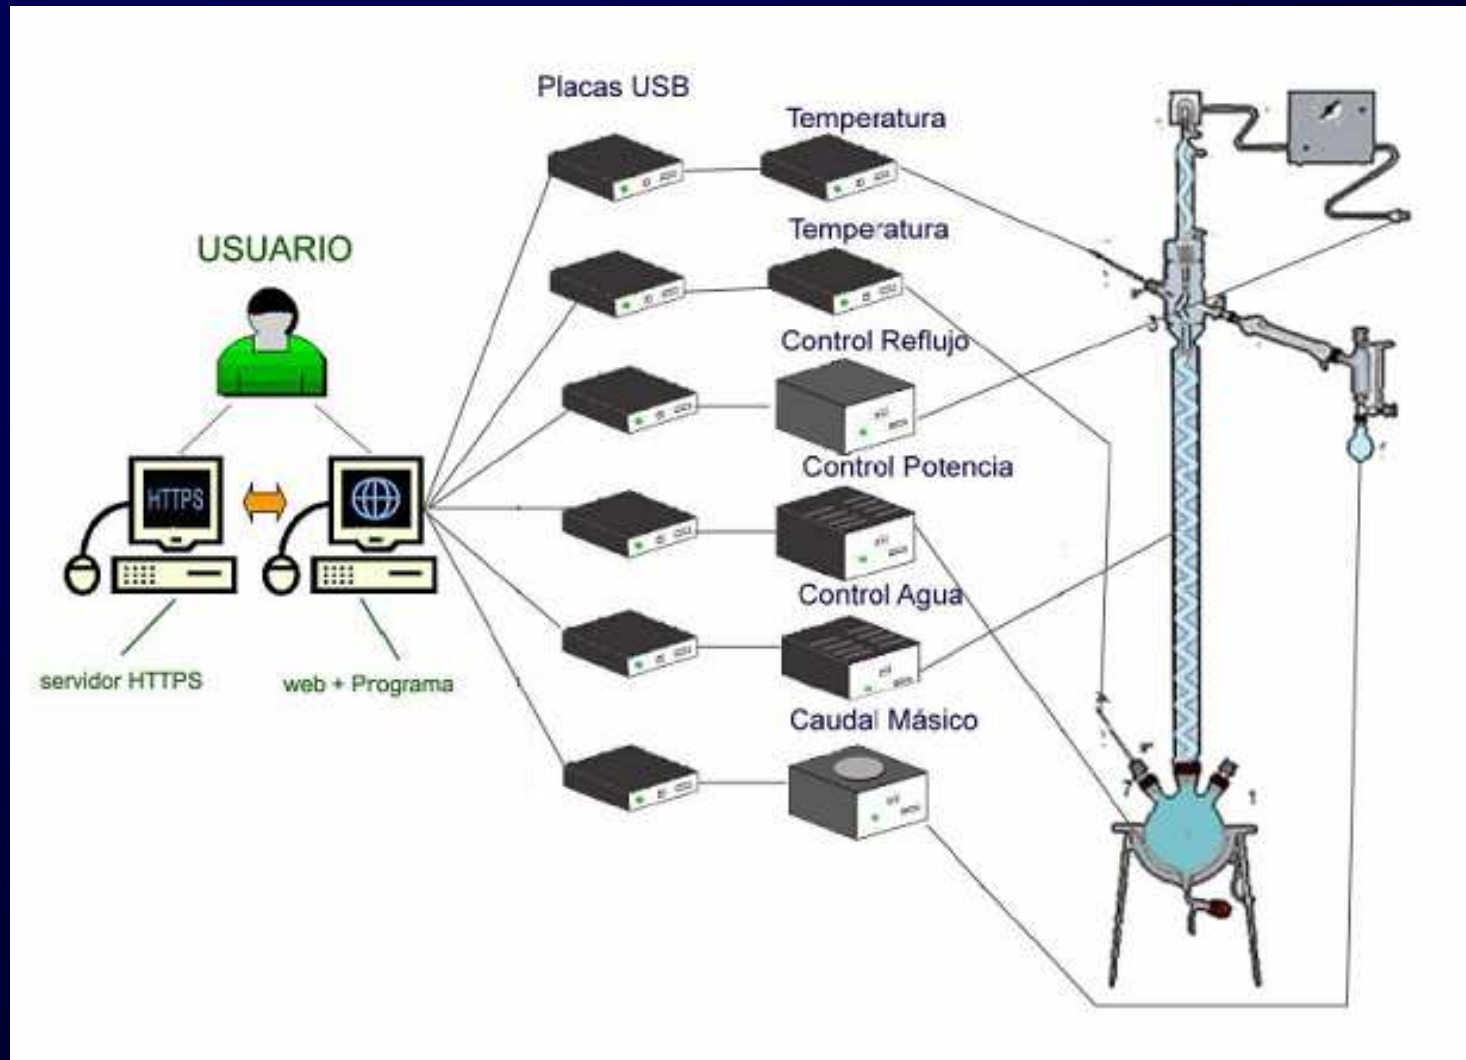 Placas USB
Temperatura
Temperatura
USUARIO
Control Reflujo
HTTPS
Control Potencia
Control Agua
servidor HTTPS
web + Programa
Caudal Másico